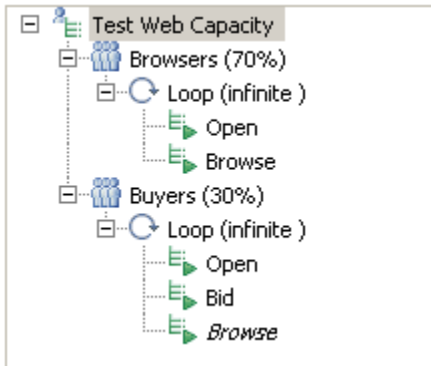 Test Web Capacity
Browsers (70%)
Loop (infinite )
Open
Browse
Buyers (30%)
Loop (infinite )
Open
Bid
Browse